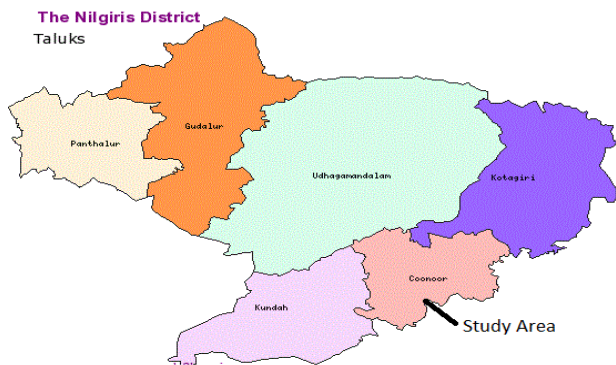 The Nilgiris District
Taluks
Gudalur
Panthalur
Udhagamandalam
Kotagiri
Coonoor
Kundah
Study Area